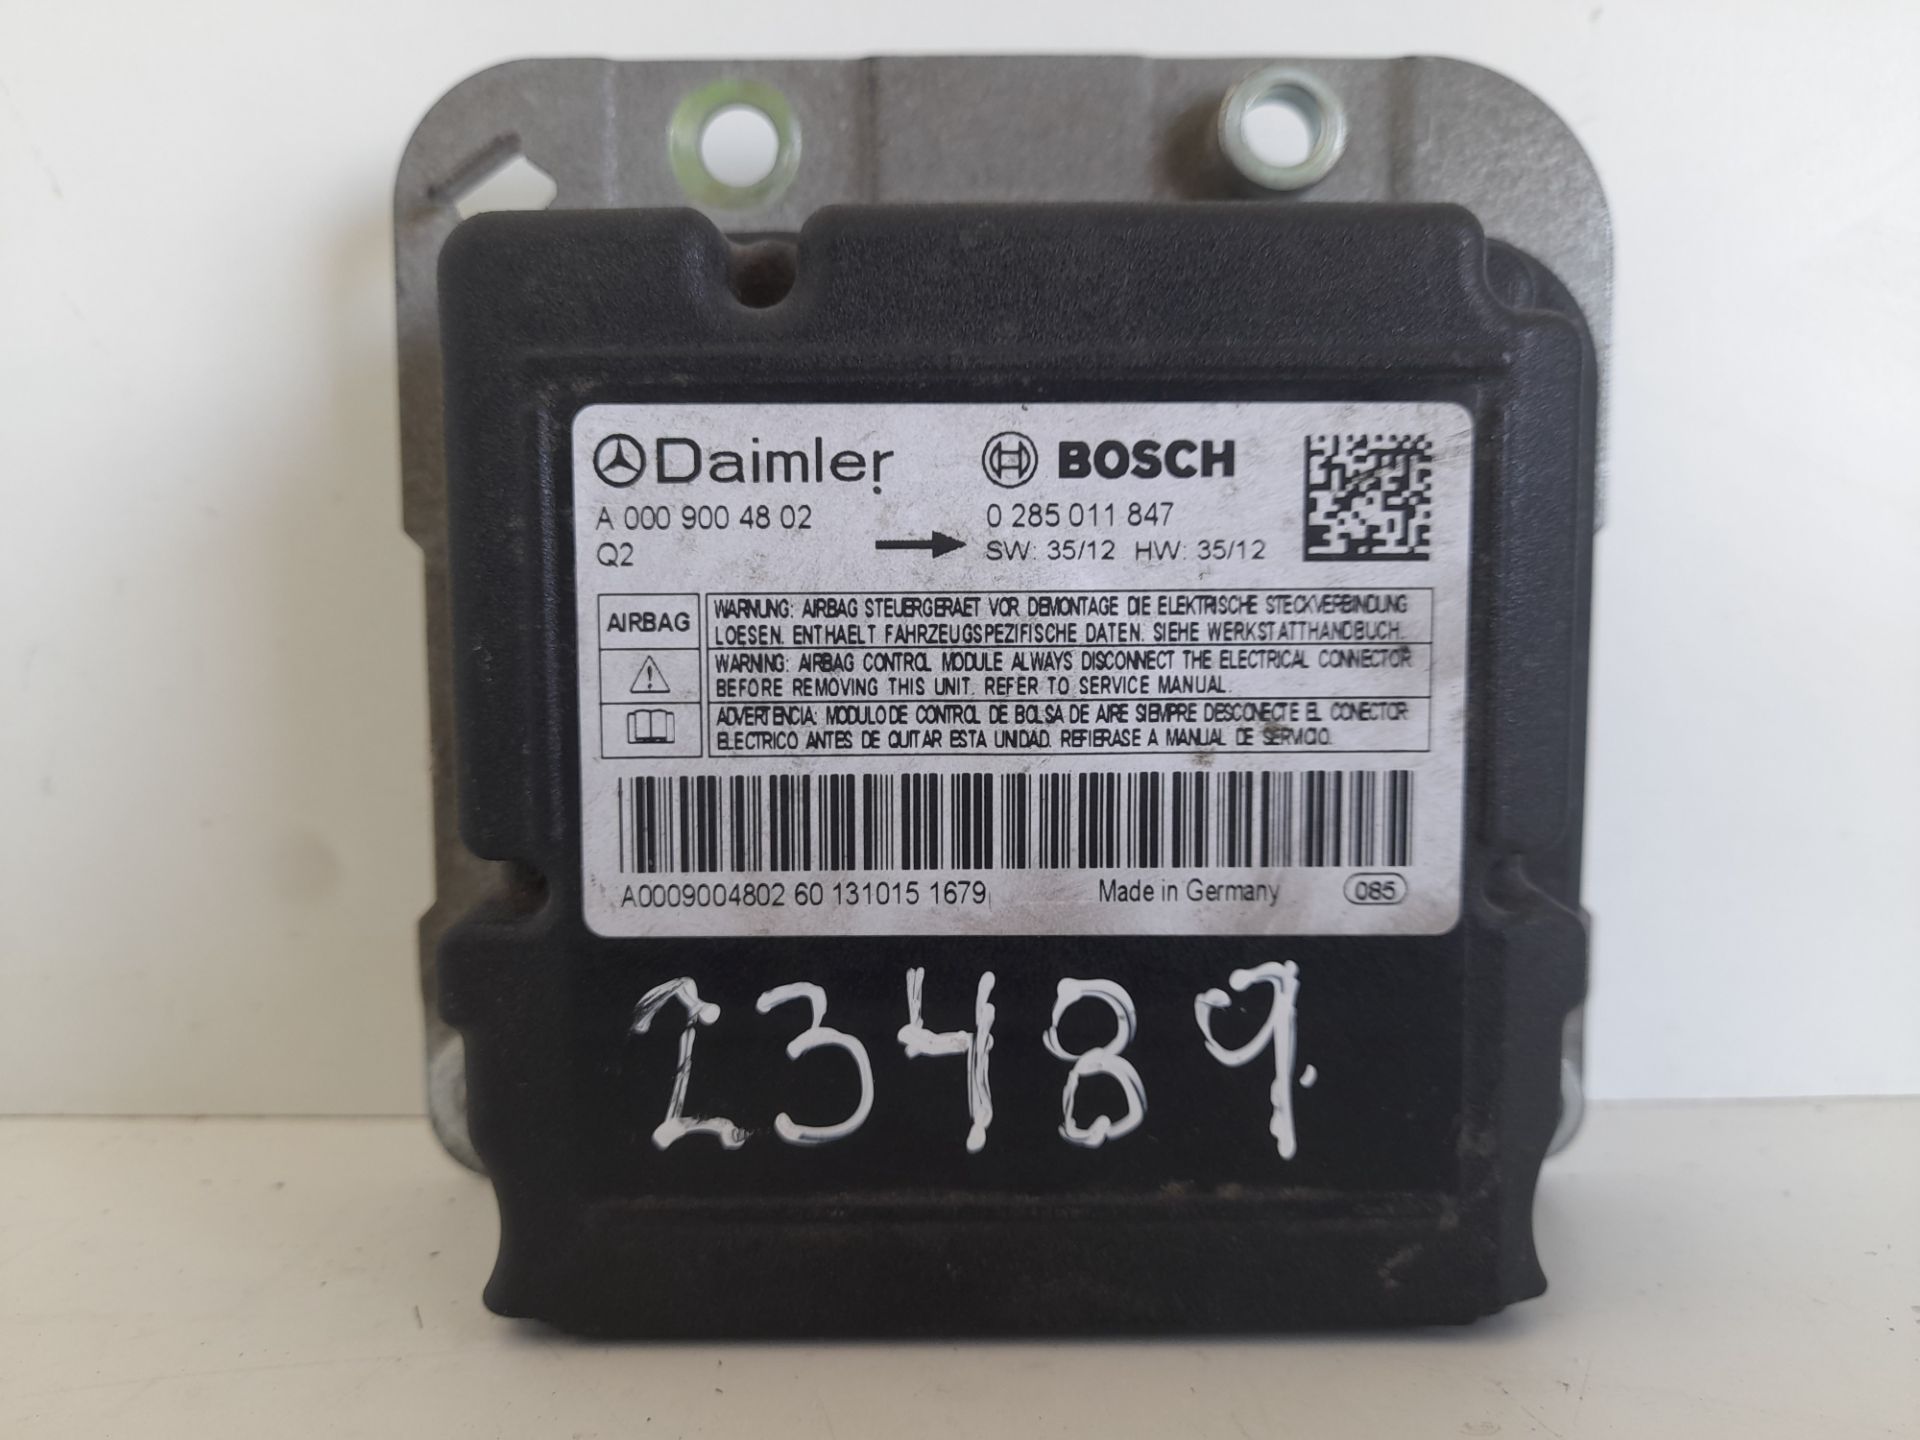 Daimler
BOSCH
A 000 900 48 02
0 285 011 847
Q2
SW: 35/12 HW: 35/12
AIRBAG
WARNUNG: AIRBAG STEUERGERAET VOR DEMONTAGE DIE ELEKTRISCHE STECKVERBINDUNG
LOESEN. ENTHAELT FAHRZEUGSPEZIFISCHE DATEN. SIEHE WERKSTATTHANDBUCH.
WARNING: AIRBAG CONTROL MODULE ALWAYS DISCONNECT THE ELECTRICAL CONNECTOR
BEFORE REMOVING THIS UNIT. REFER TO SERVICE MANUAL.
ADVERTENCIA: MODULO DE CONTROL DE BOLSA DE AIRE SIEMPRE DESCONECTE EL CONECTOR
ELECTRICO ANTES DE QUITAR ESTA UNIDAD. REFIERASE A MANUAL DE SERVICIO.
A0009004802 60 131015 1679
Made in Germany
085
23489.